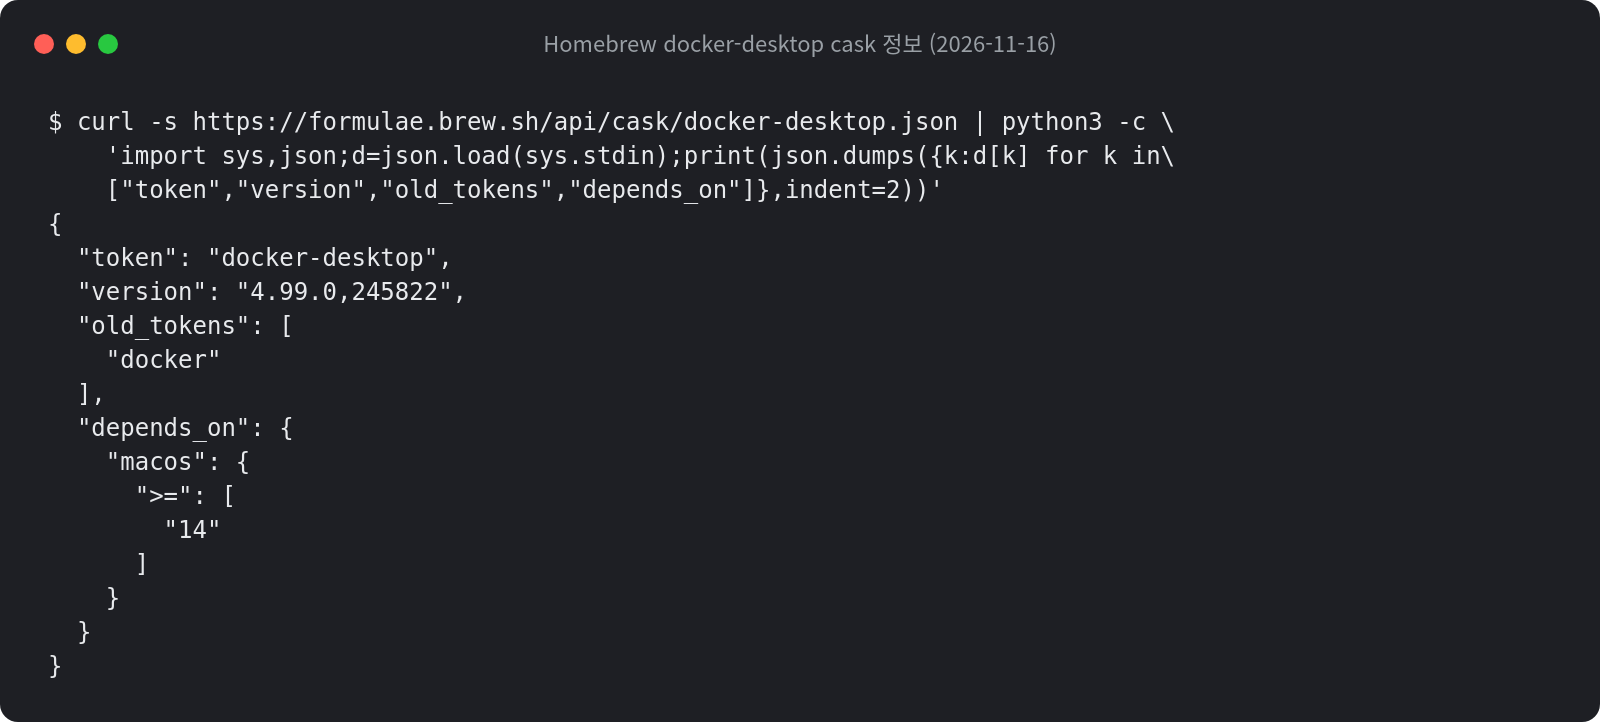 Homebrew docker-desktop cask 정보 (2026-11-16)
$ curl -s https://formulae.brew.sh/api/cask/docker-desktop.json | python3 -c \
    'import sys,json;d=json.load(sys.stdin);print(json.dumps({k:d[k] for k in\
    ["token","version","old_tokens","depends_on"]},indent=2))'
{
  "token": "docker-desktop",
  "version": "4.99.0,245822",
  "old_tokens": [
    "docker"
  ],
  "depends_on": {
    "macos": {
      ">=": [
        "14"
      ]
    }
  }
}